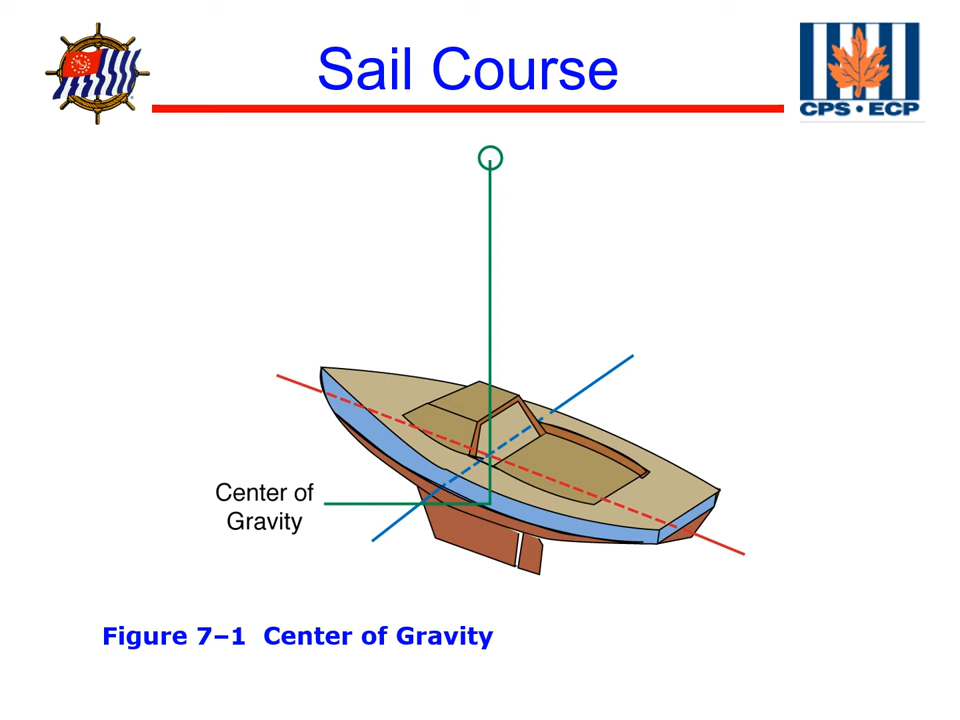 Sail Course
CPS • ECP
Center of
Gravity
Figure 7–1 Center of Gravity